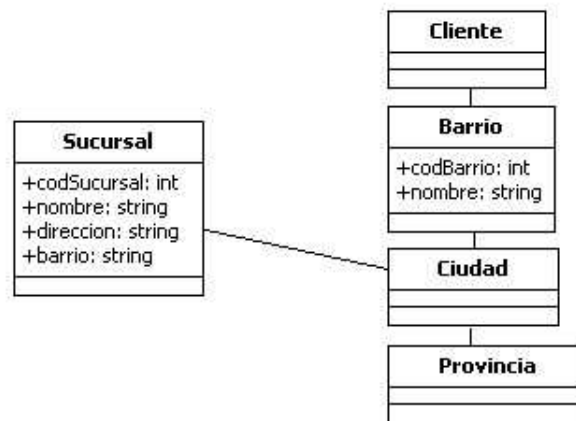 Cliente
Sucursal
+codSucursal: int
+nombre: string
+direccion: string
+barrio: string
Barrio
+codBarrio: int
+nombre: string
Ciudad
Provincia